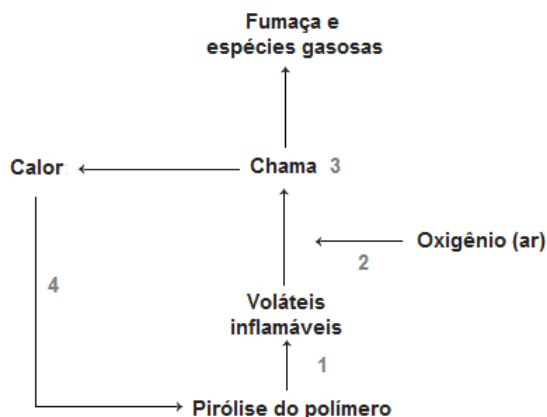 Fumaça e
espécies gasosas
Calor
Chama 3
Oxigênio (ar)
2
4
Voláteis
inflamáveis
1
Pirólise do polímero